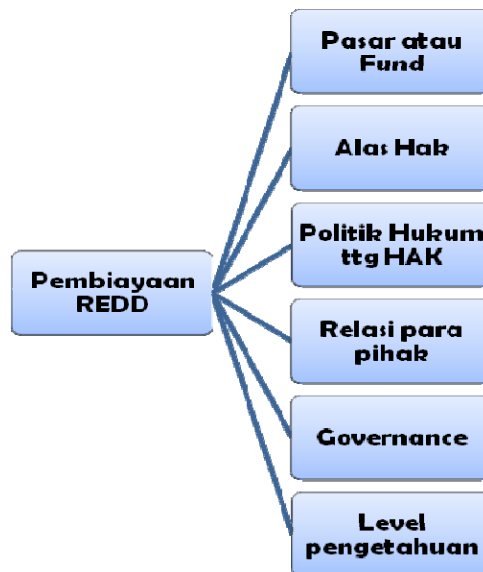 Pembiayaan
REDD
Pasar atau
Fund
Alas Hak
Politik Hukum
ttg HAK
Relasi para
pihak
Governance
Level
pengetahuan